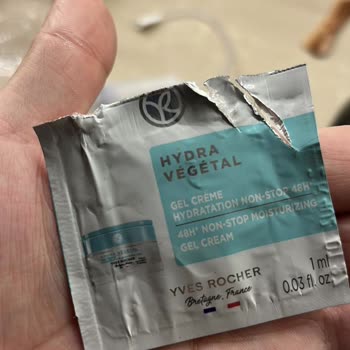 HYDRA
VÉGÉTAL
GEL CRÈME
HYDRATATION NON-STOP 48H*
48H* NON-STOP MOISTURIZING
GEL CREAM
YVES ROCHER
Bretagne, France
1 ml
0.03 fl. oz